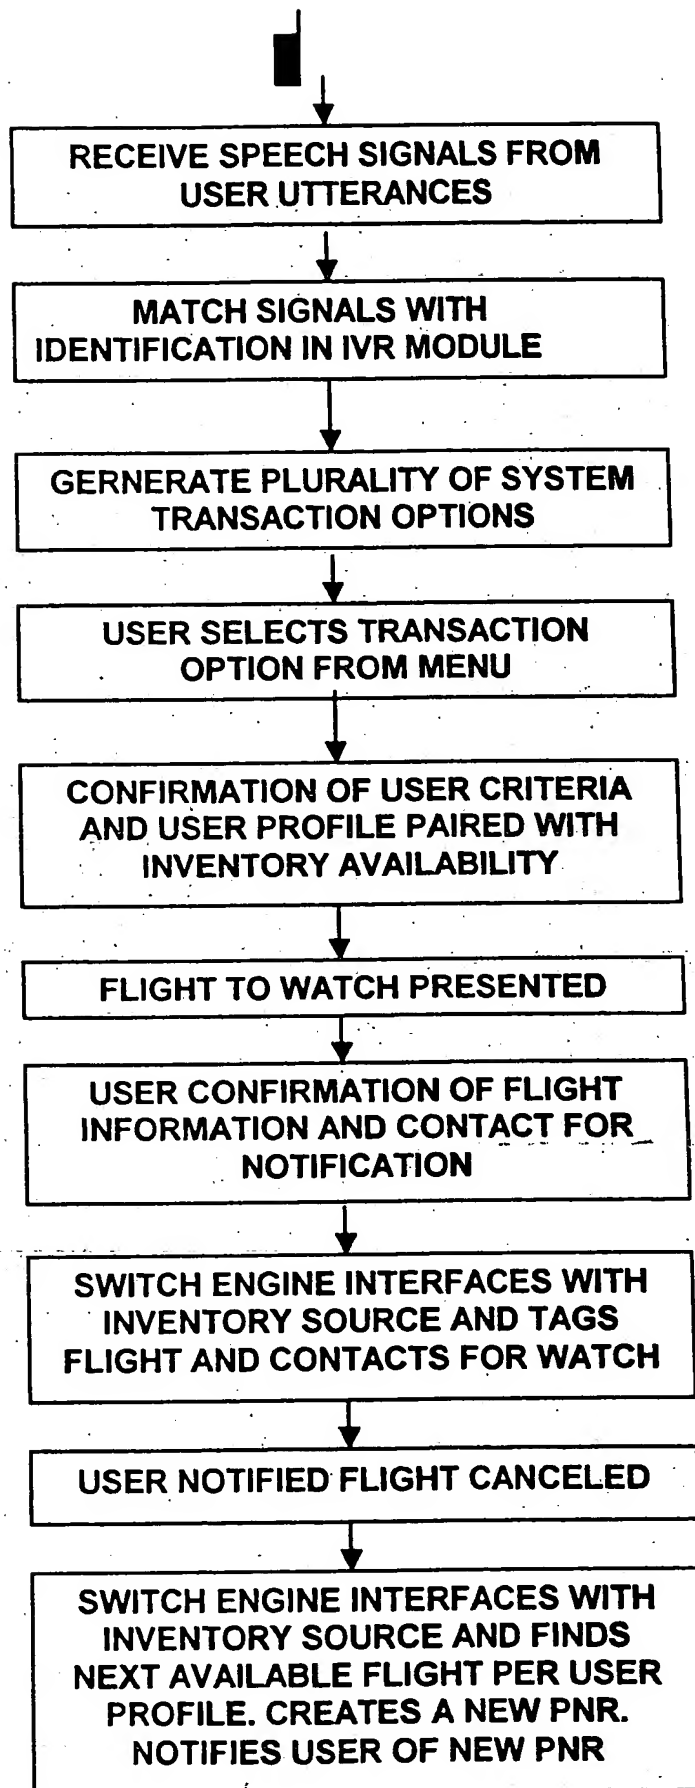 RECEIVE SPEECH SIGNALS FROM
USER UTTERANCES
MATCH SIGNALS WITH
IDENTIFICATION IN IVR MODULE
GERNERATE PLURALITY OF SYSTEM
TRANSACTION OPTIONS
USER SELECTS TRANSACTION
OPTION FROM MENU
CONFIRMATION OF USER CRITERIA
AND USER PROFILE PAIRED WITH
INVENTORY AVAILABILITY
FLIGHT TO WATCH PRESENTED
USER CONFIRMATION OF FLIGHT
INFORMATION AND CONTACT FOR
NOTIFICATION
SWITCH ENGINE INTERFACES WITH
INVENTORY SOURCE AND TAGS
FLIGHT AND CONTACTS FOR WATCH
USER NOTIFIED FLIGHT CANCELED
SWITCH ENGINE INTERFACES WITH
INVENTORY SOURCE AND FINDS
NEXT AVAILABLE FLIGHT PER USER
PROFILE. CREATES A NEW PNR.
NOTIFIES USER OF NEW PNR